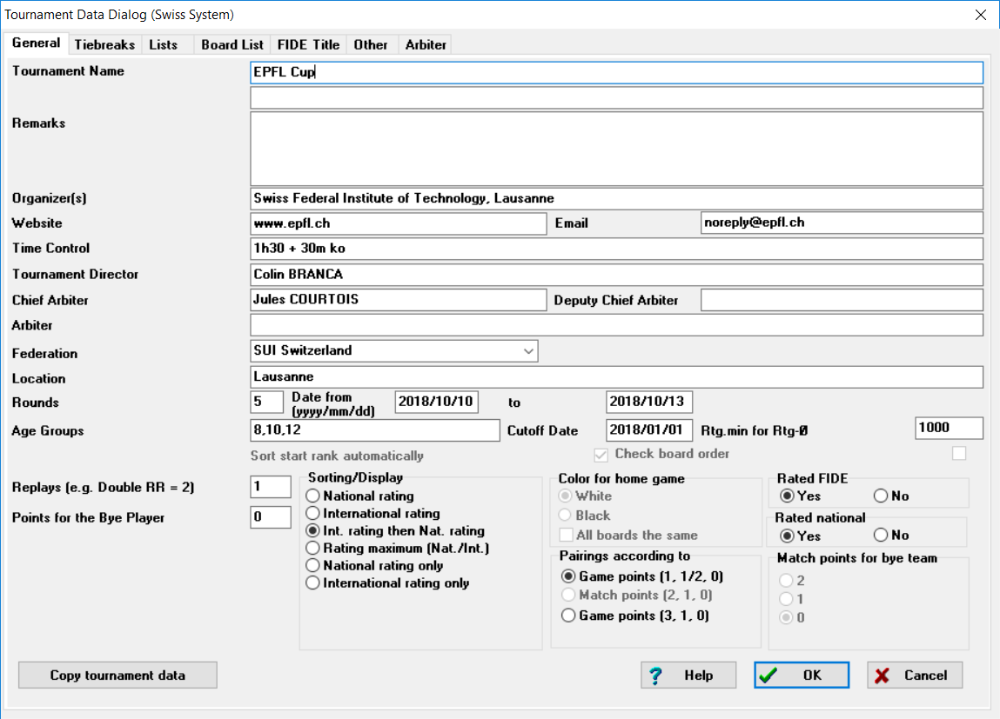 Tournament Data Dialog (Swiss System)
General Tiebreaks Lists Board List FIDE Title Other Arbiter
Tournament Name EPFL Cup
Remarks
Organizer(s) Swiss Federal Institute of Technology, Lausanne
Website www.epfl.ch Email noreply@epfl.ch
Time Control 1h30 + 30m ko
Tournament Director Colin BRANCA
Chief Arbiter Jules COURTOIS Deputy Chief Arbiter
Arbiter
Federation SUI Switzerland
Location Lausanne
Rounds 5 Date from (yyyy/mm/dd) 2018/10/10 to 2018/10/13
Age Groups 8,10,12 Cutoff Date 2018/01/01 Rtg.min for Rtg-Ø 1000
Sort start rank automatically Check board order
Replays (e.g. Double RR = 2) 1
Points for the Bye Player 0
Sorting/Display
National rating
International rating
Int. rating then Nat. rating
Rating maximum (Nat./Int.)
National rating only
International rating only
Color for home game
White
Black
All boards the same
Pairings according to
Game points (1, 1/2, 0)
Match points (2, 1, 0)
Game points (3, 1, 0)
Rated FIDE
Yes No
Rated national
Yes No
Match points for bye team
2
1
0
Copy tournament data ? Help OK Cancel